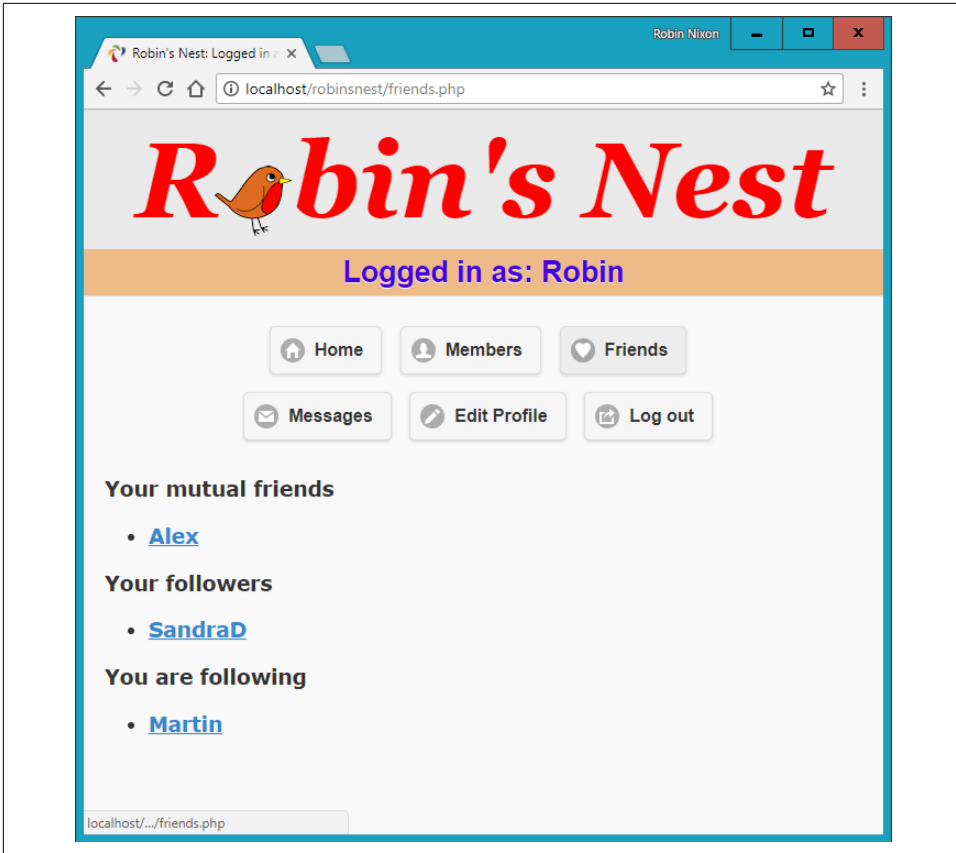 Robin Nixon
Robin's Nest: Logged in a
localhost/robinsnest/friends.php
R bin's Nest
Logged in as: Robin
Home Members Friends
Messages Edit Profile Log out
Your mutual friends
• Alex
Your followers
• SandraD
You are following
• Martin
localhost/.../friends.php